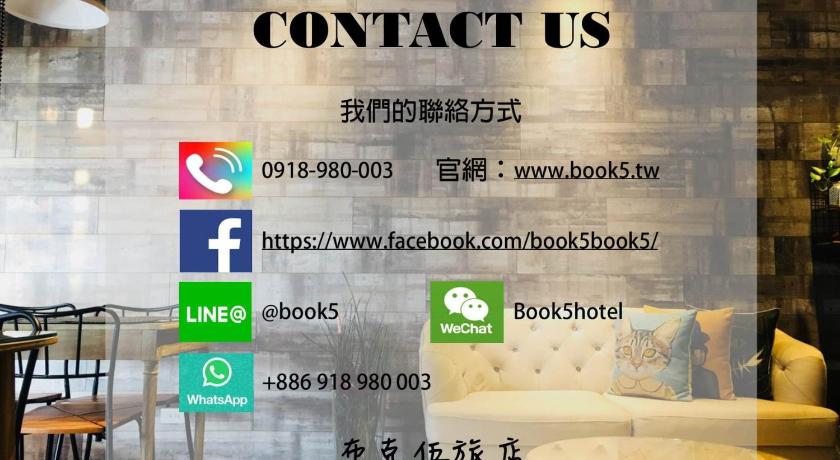 CONTACT US
我們的聯絡方式
0918-980-003 官網：www.book5.tw
https://www.facebook.com/book5book5/
LINE@ @book5 WeChat Book5hotel
WhatsApp +886 918 980 003
布克伍旅店